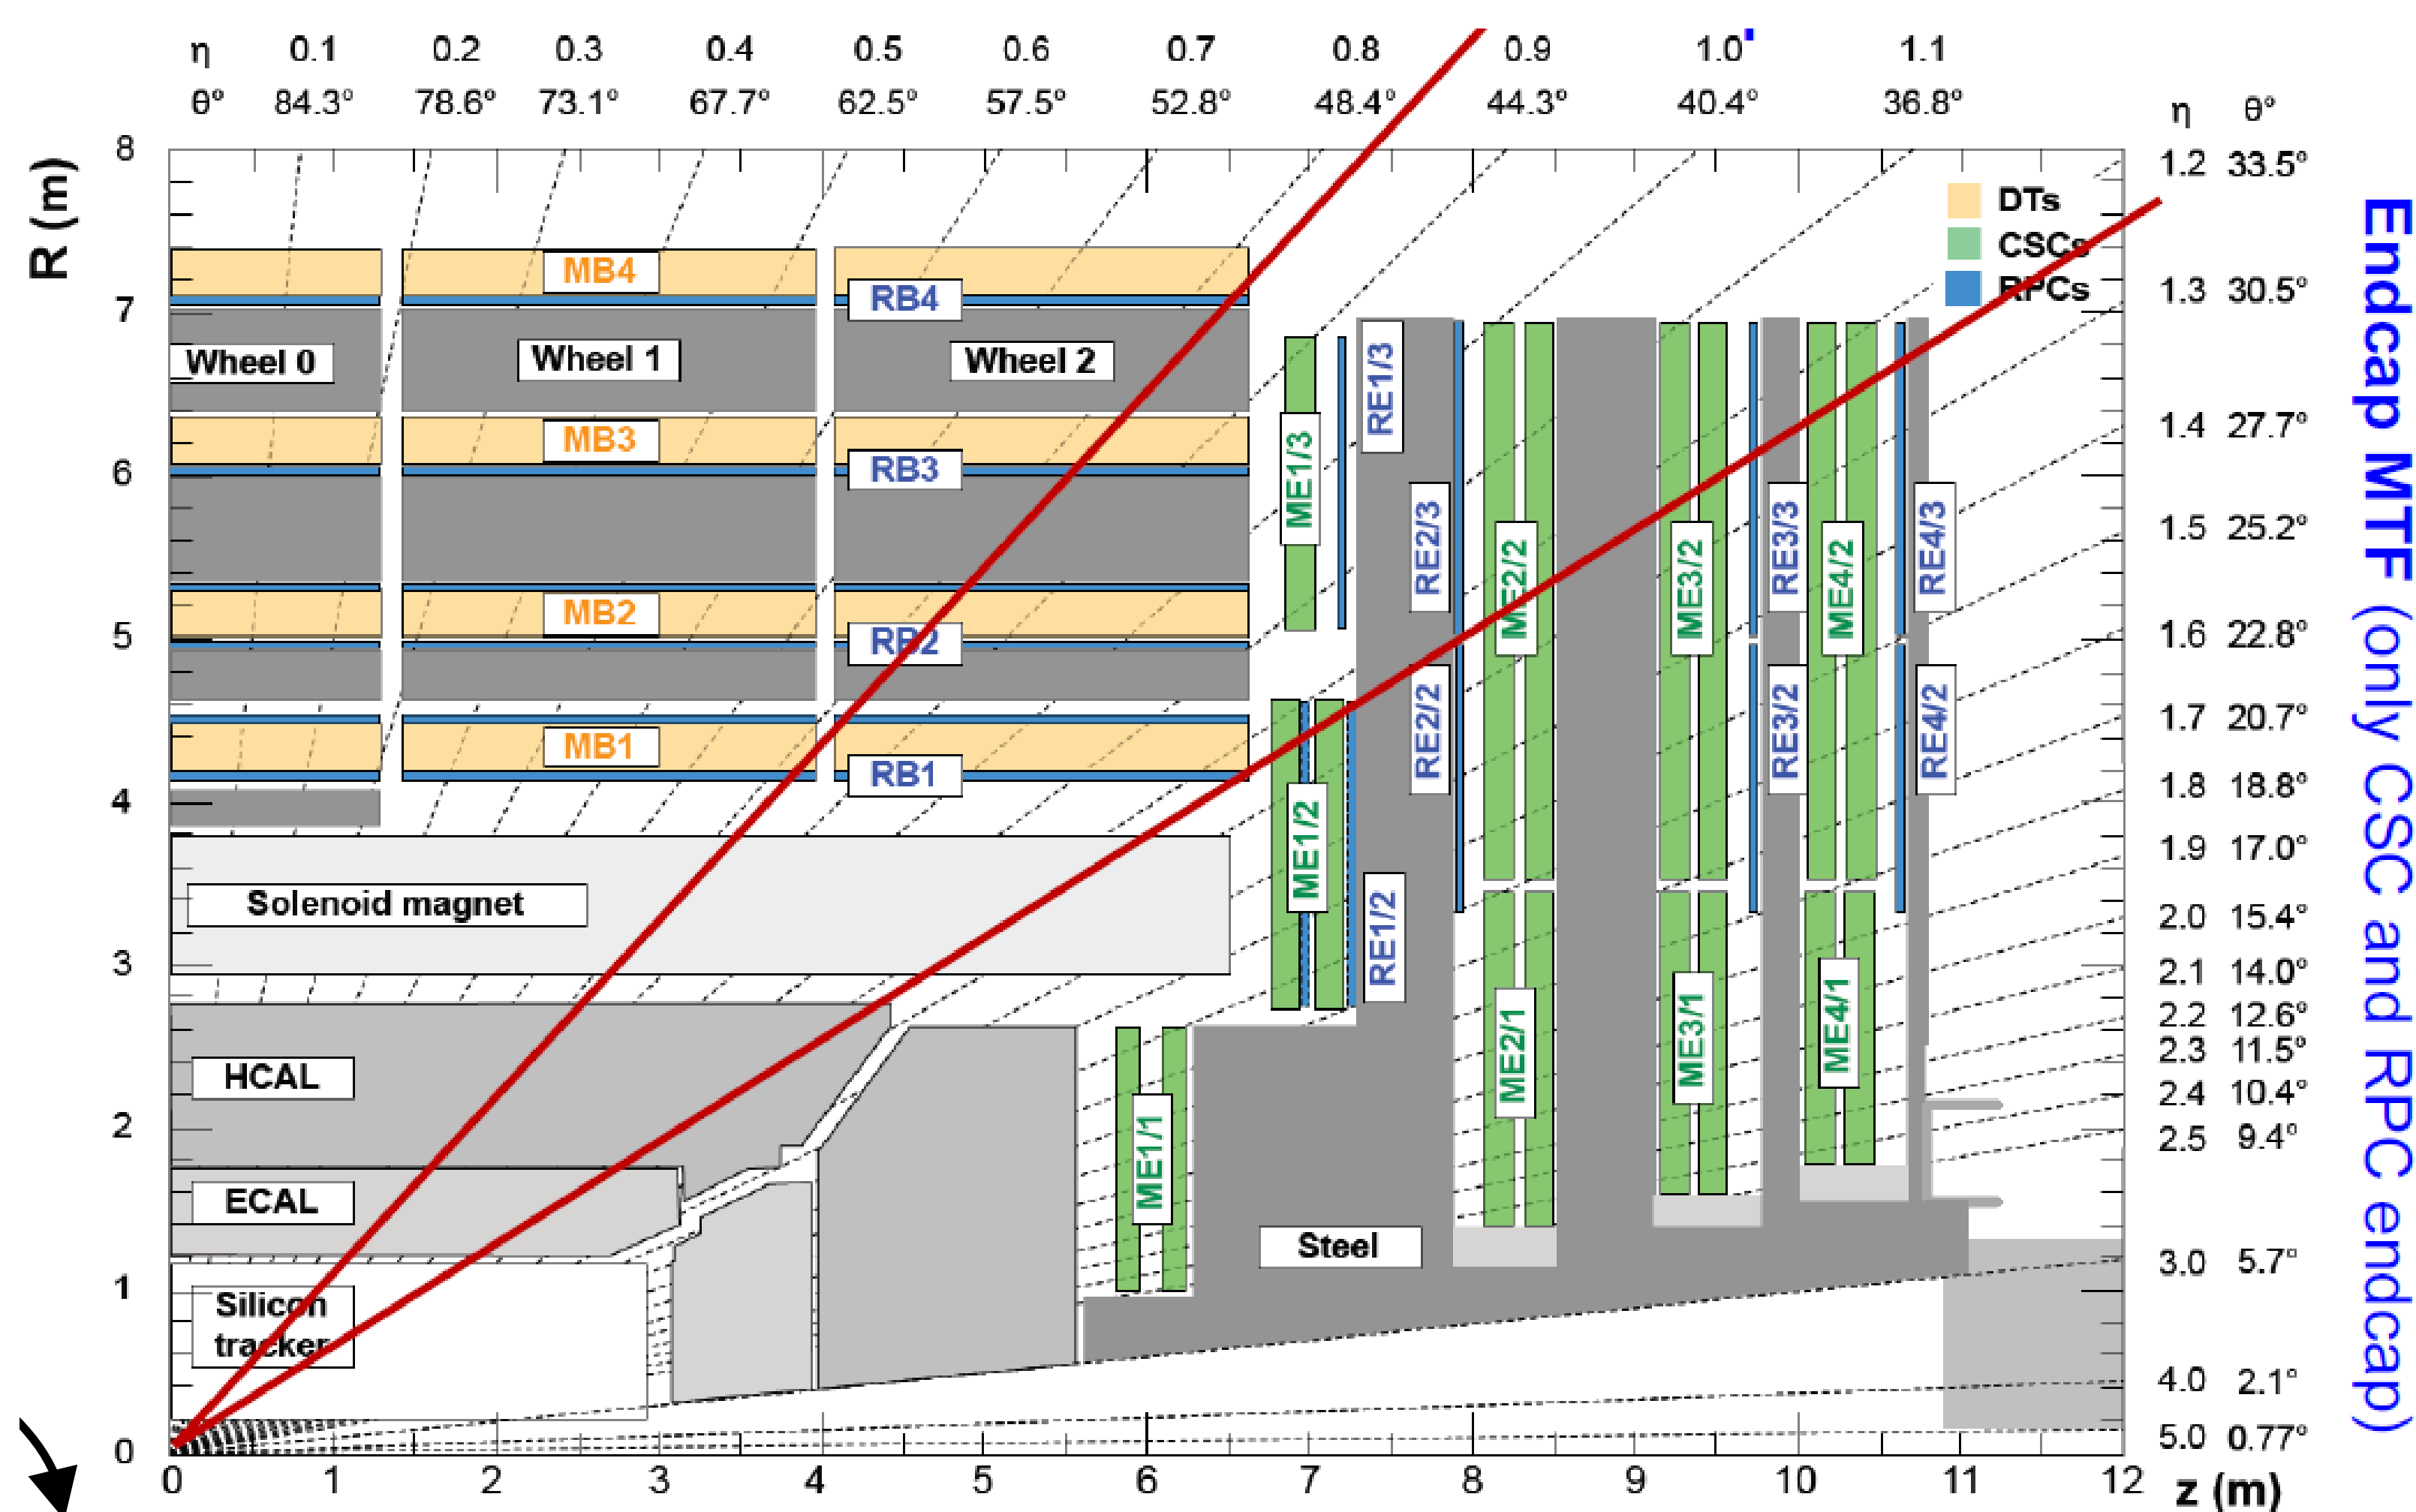 η 0.1 0.2 0.3 0.4 0.5 0.6 0.7 0.8 0.9 1.0 1.1
θ° 84.3° 78.6° 73.1° 67.7° 62.5° 57.5° 52.8° 48.4° 44.3° 40.4° 36.8°
η θ°
R (m)
8
7
6
5
4
3
2
1
0
1.2 33.5°
1.3 30.5°
1.4 27.7°
1.5 25.2°
1.6 22.8°
1.7 20.7°
1.8 18.8°
1.9 17.0°
2.0 15.4°
2.1 14.0°
2.2 12.6°
2.3 11.5°
2.4 10.4°
2.5 9.4°
3.0 5.7°
4.0 2.1°
5.0 0.77°
DTs
CSCs
RPCs
MB4
RB4
Wheel 0
Wheel 1
Wheel 2
MB3
RB3
MB2
RB2
MB1
RB1
Solenoid magnet
HCAL
ECAL
Silicon
tracker
Steel
ME1/3
RE1/3
ME1/2
RE1/2
ME1/1
RE2/3
RE2/2
ME2/2
ME2/1
ME3/2
ME3/1
RE3/3
RE3/2
ME4/2
ME4/1
RE4/3
RE4/2
0 1 2 3 4 5 6 7 8 9 10 11 12 z (m)
Endcap MTF (only CSC and RPC endcap)